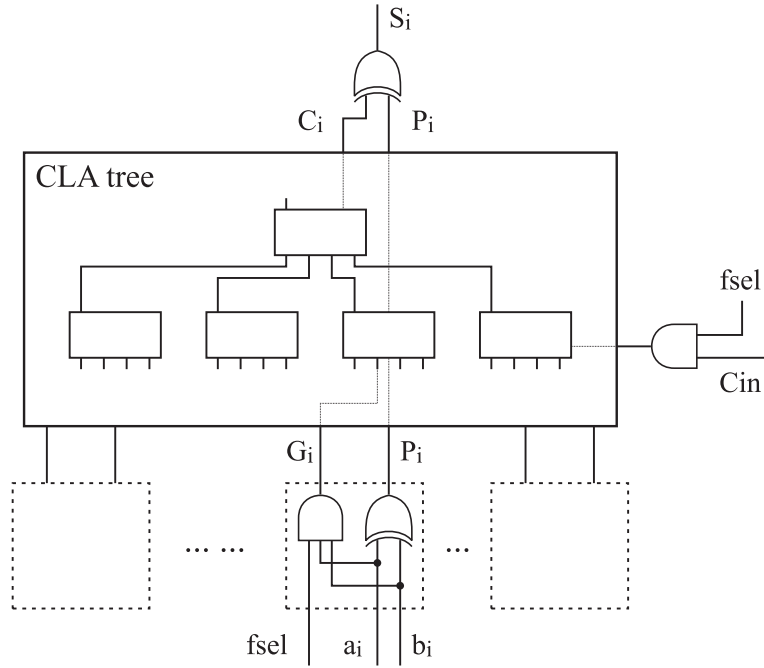 Si
Ci
Pi
CLA tree
fsel
Cin
Gi
Pi
... ...
...
fsel
ai
bi